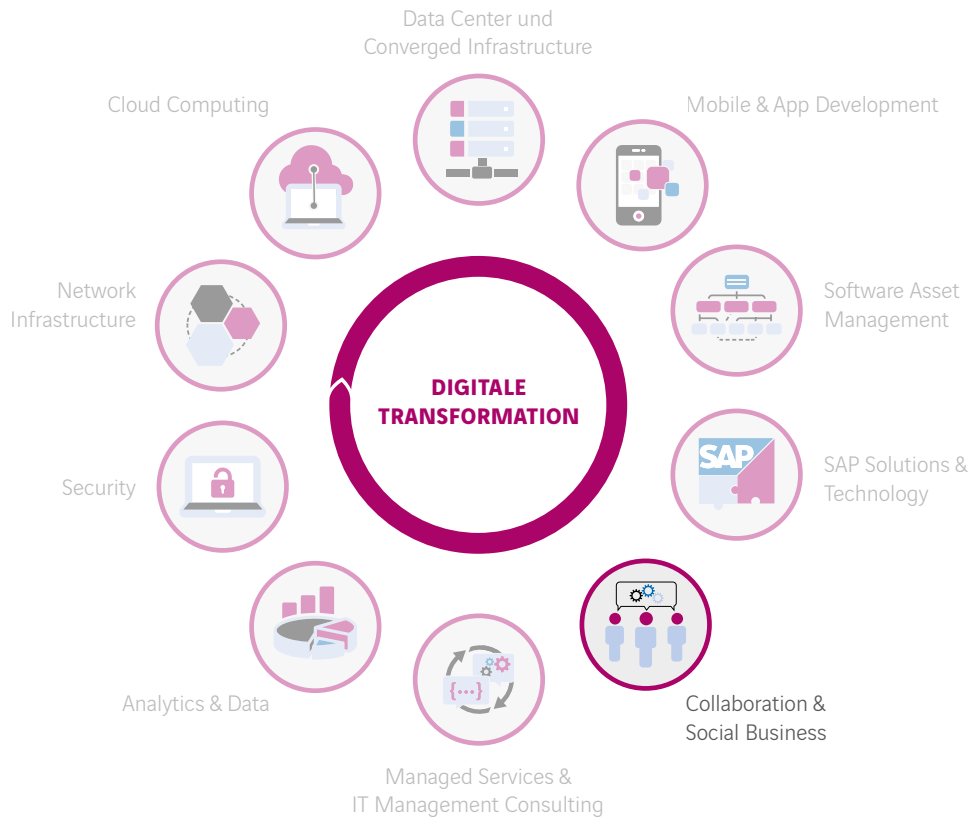 Data Center und
Converged Infrastructure
Cloud Computing
Mobile & App Development
Network
Infrastructure
Software Asset
Management
DIGITALE
TRANSFORMATION
SAP
SAP Solutions &
Technology
Security
{...}
Analytics & Data
Collaboration &
Social Business
Managed Services &
IT Management Consulting